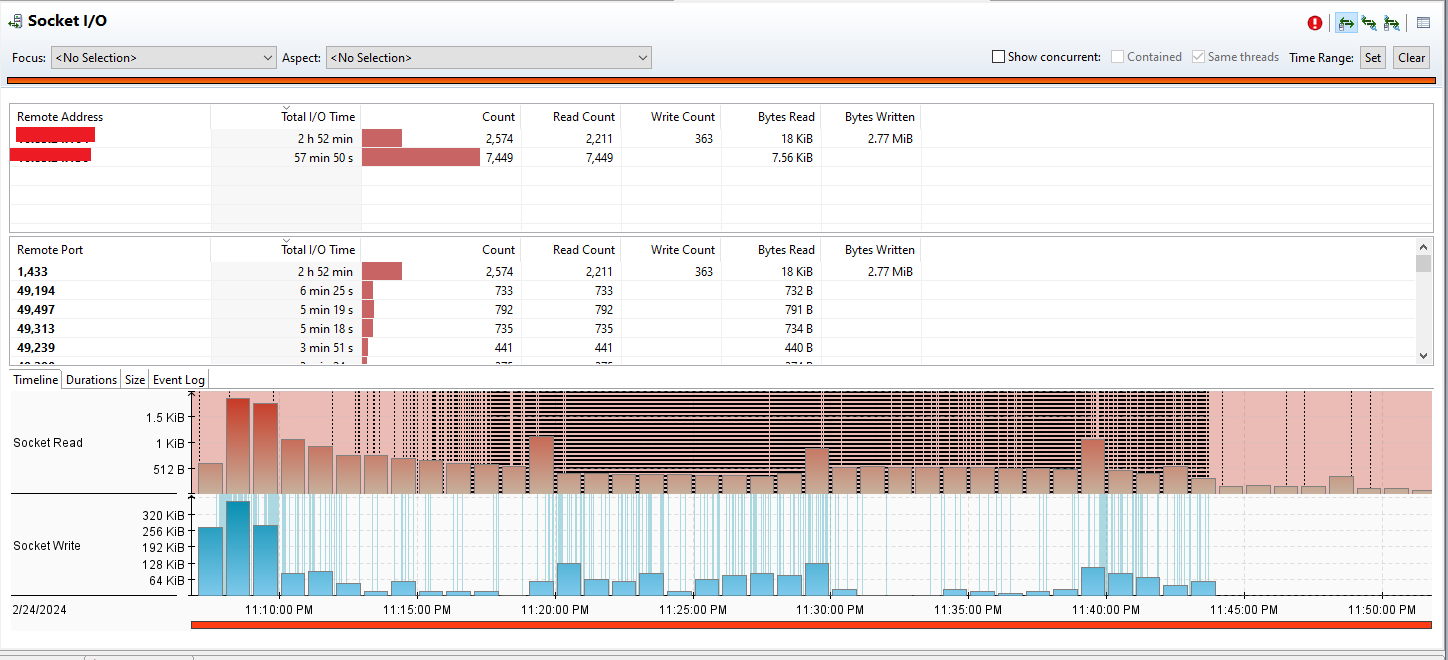 Socket I/O
Focus: <No Selection> Aspect: <No Selection> Show concurrent: Contained Same threads Time Range: Set Clear
Remote Address Total I/O Time Count Read Count Write Count Bytes Read Bytes Written
2 h 52 min 2,574 2,211 363 18 KiB 2.77 MiB
57 min 50 s 7,449 7,449 7.56 KiB
Remote Port Total I/O Time Count Read Count Write Count Bytes Read Bytes Written
1,433 2 h 52 min 2,574 2,211 363 18 KiB 2.77 MiB
49,194 6 min 25 s 733 733 732 B
49,497 5 min 19 s 792 792 791 B
49,313 5 min 18 s 735 735 734 B
49,239 3 min 51 s 441 441 440 B
Timeline Durations Size Event Log
1.5 KiB
Socket Read 1 KiB
512 B
320 KiB
256 KiB
Socket Write 192 KiB
128 KiB
64 KiB
2/24/2024 11:10:00 PM 11:15:00 PM 11:20:00 PM 11:25:00 PM 11:30:00 PM 11:35:00 PM 11:40:00 PM 11:45:00 PM 11:50:00 PM